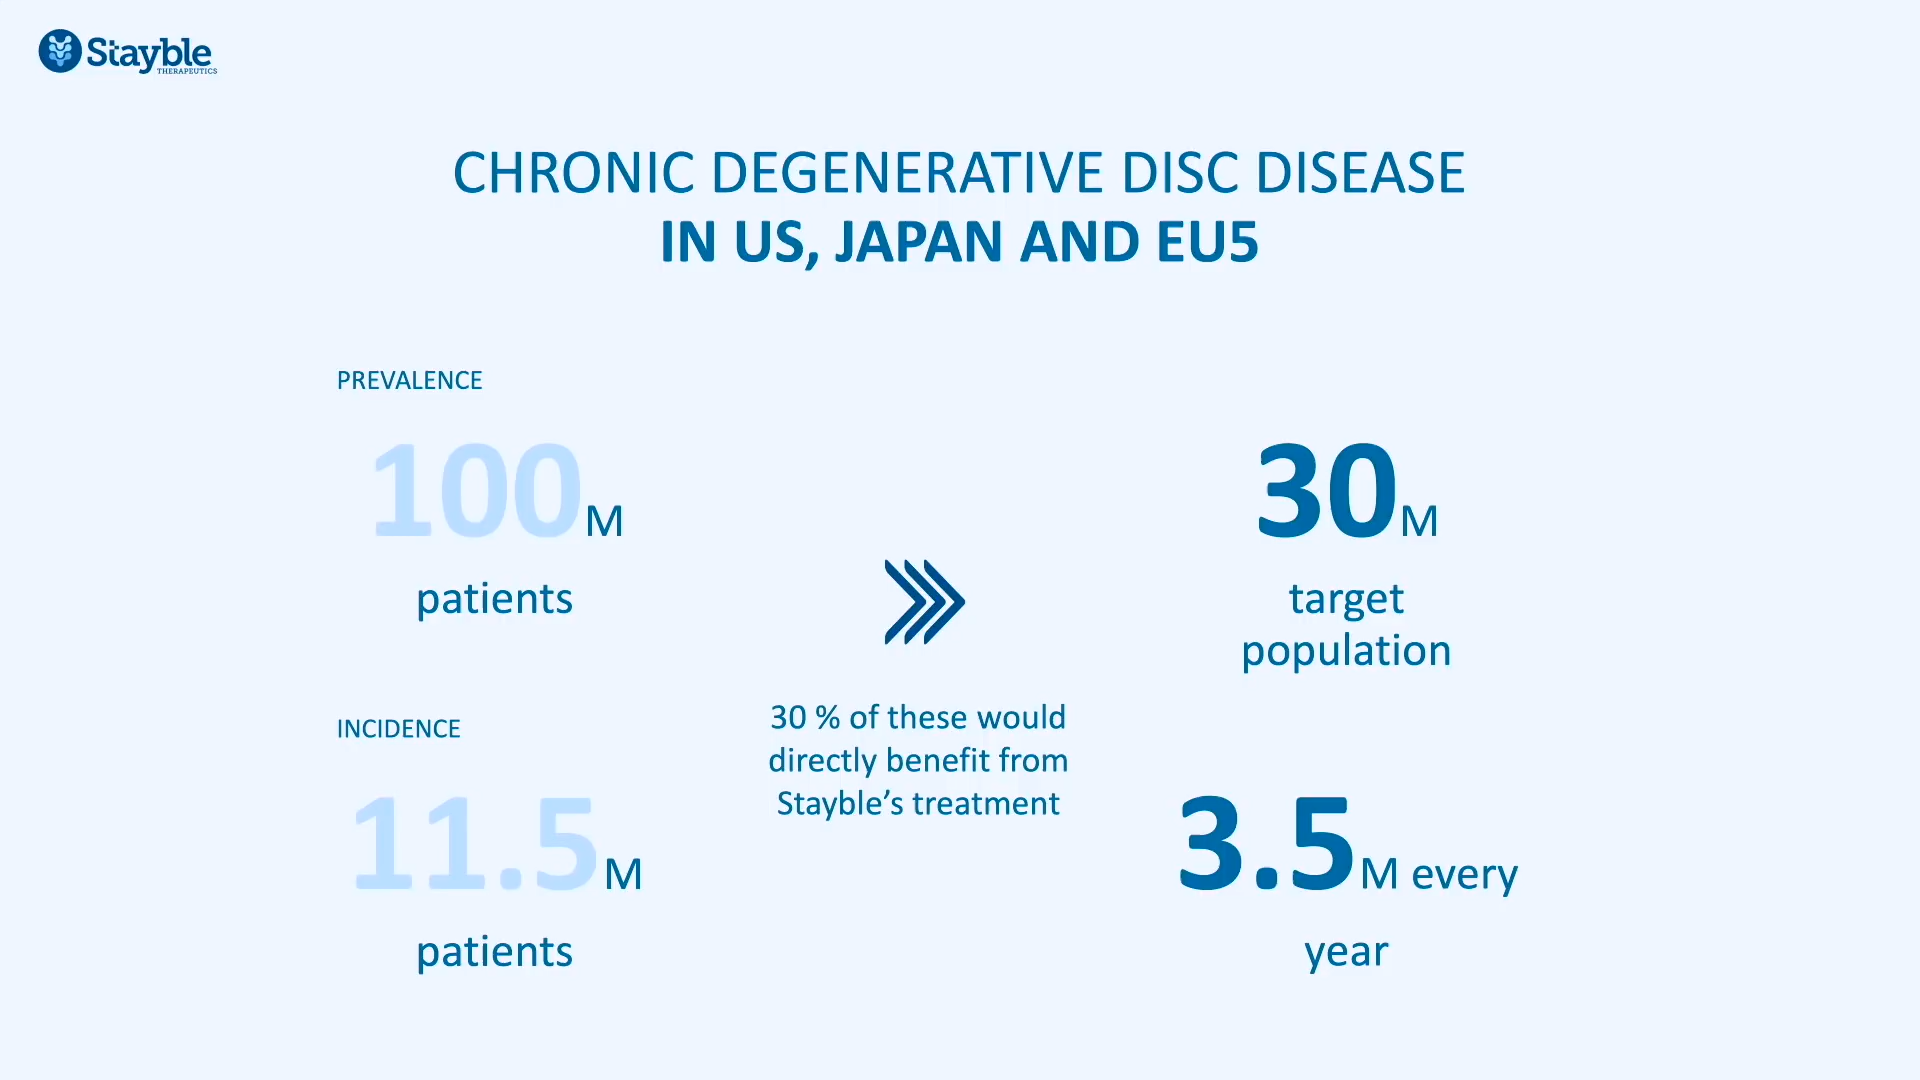 Stayble
THERAPEUTICS
CHRONIC DEGENERATIVE DISC DISEASE
IN US, JAPAN AND EU5
PREVALENCE
100M
patients
INCIDENCE
11.5M
patients
30 % of these would
directly benefit from
Stayble’s treatment
30M
target
population
3.5M every
year